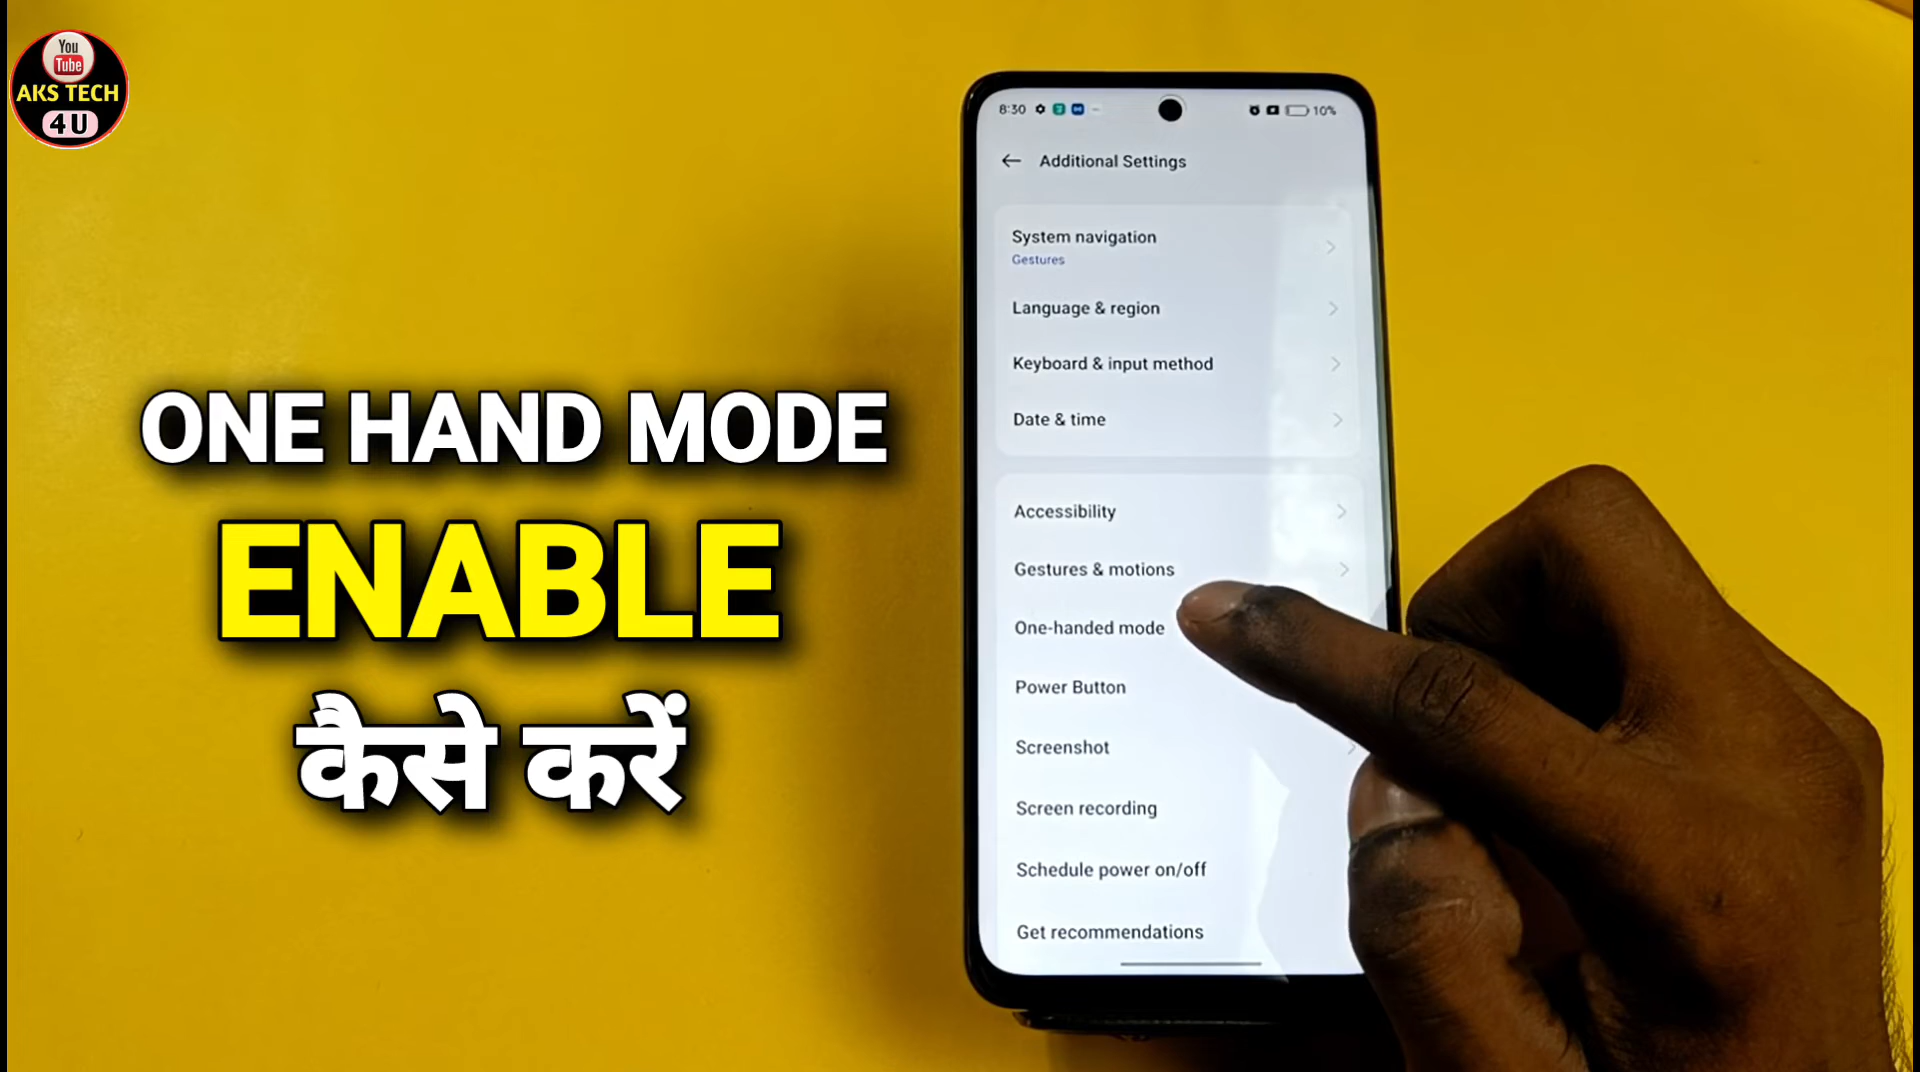 You
Tube
AKS TECH
4U
ONE HAND MODE
ENABLE
कैसे करें
8:30
10%
Additional Settings
System navigation
Gestures
Language & region
Keyboard & input method
Date & time
Accessibility
Gestures & motions
One-handed mode
Power Button
Screenshot
Screen recording
Schedule power on/off
Get recommendations